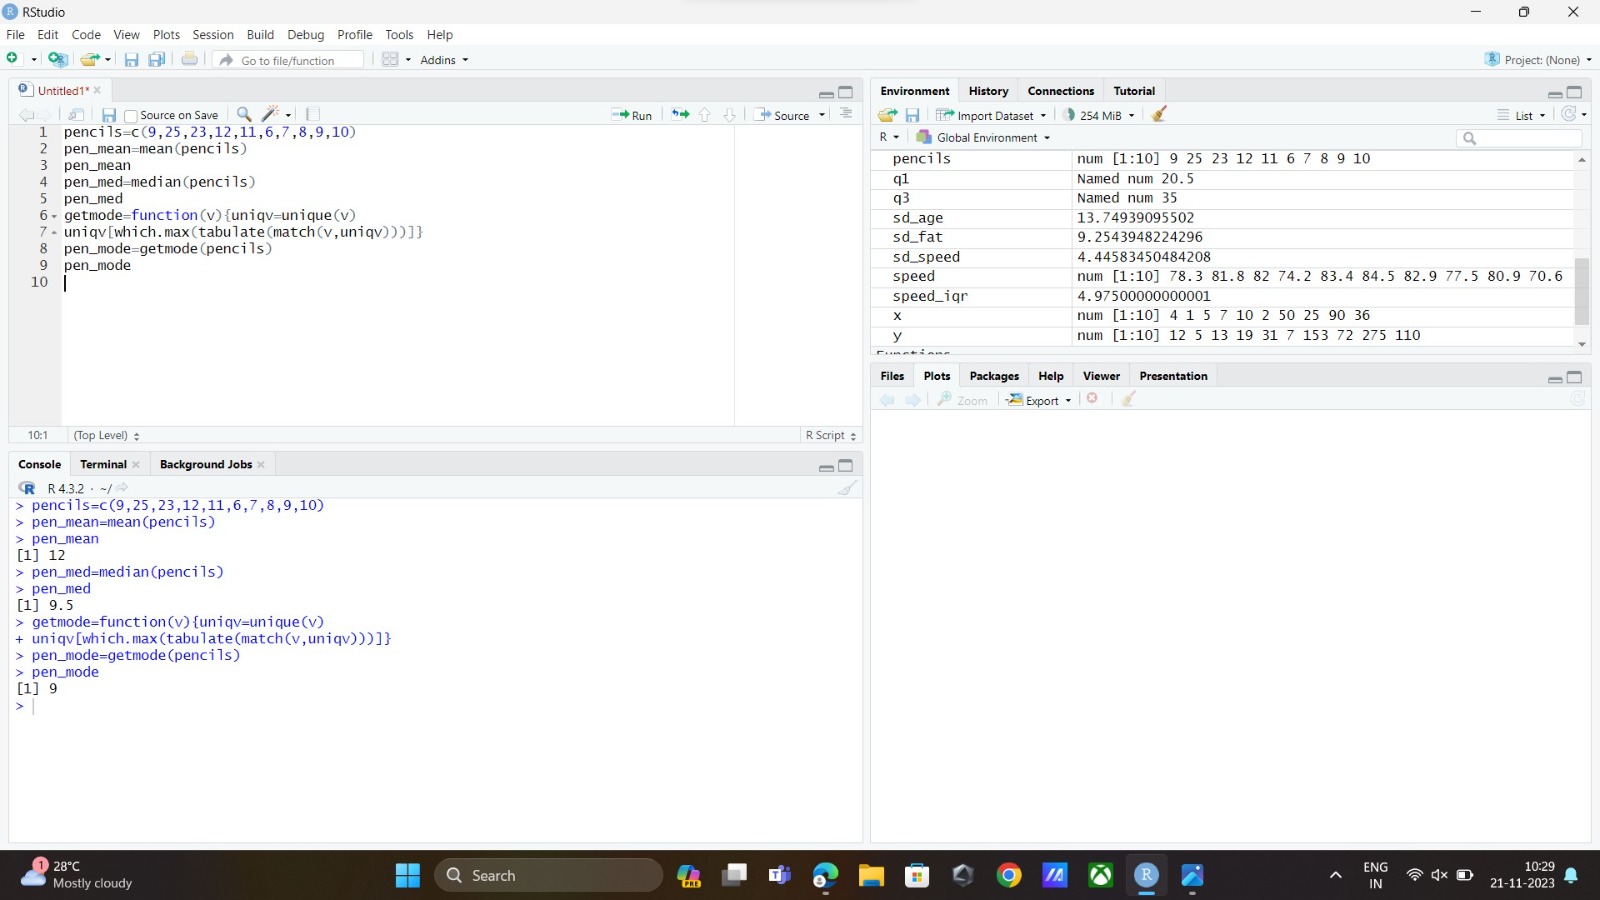 RStudio
File Edit Code View Plots Session Build Debug Profile Tools Help
Go to file/function Addins Project: (None)
Untitled1*
Source on Save Run Source
1 pencils=c(9,25,23,12,11,6,7,8,9,10)
2 pen_mean=mean(pencils)
3 pen_mean
4 pen_med=median(pencils)
5 pen_med
6 getmode=function(v){uniqv=unique(v)
7 uniqv[which.max(tabulate(match(v,uniqv)))]}
8 pen_mode=getmode(pencils)
9 pen_mode
10
10:1 (Top Level) R Script
Console Terminal Background Jobs
R 4.3.2 · ~/
> pencils=c(9,25,23,12,11,6,7,8,9,10)
> pen_mean=mean(pencils)
> pen_mean
[1] 12
> pen_med=median(pencils)
> pen_med
[1] 9.5
> getmode=function(v){uniqv=unique(v)
+ uniqv[which.max(tabulate(match(v,uniqv)))]}
> pen_mode=getmode(pencils)
> pen_mode
[1] 9
>
Environment History Connections Tutorial
Import Dataset 254 MiB List
R Global Environment
pencils num [1:10] 9 25 23 12 11 6 7 8 9 10
q1 Named num 20.5
q3 Named num 35
sd_age 13.74939095502
sd_fat 9.2543948224296
sd_speed 4.44583450484208
speed num [1:10] 78.3 81.8 82 74.2 83.4 84.5 82.9 77.5 80.9 70.6
speed_iqr 4.97500000000001
x num [1:10] 4 1 5 7 10 2 50 25 90 36
y num [1:10] 12 5 13 19 31 7 153 72 275 110
Files Plots Packages Help Viewer Presentation
Zoom Export
1 28°C
Mostly cloudy
Search
PRE
ENG
IN
10:29
21-11-2023